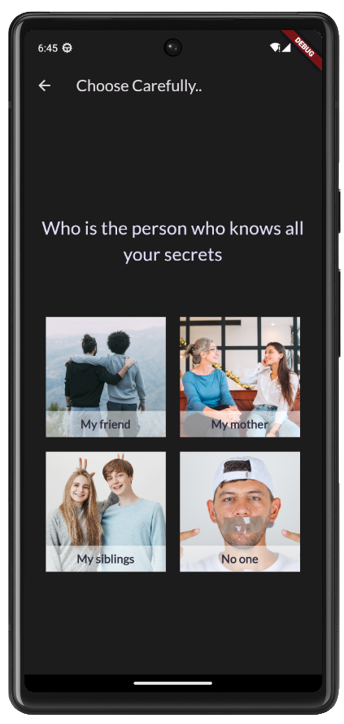 6:45
DEBUG
Choose Carefully..
Who is the person who knows all
your secrets
My friend
My mother
My siblings
No one